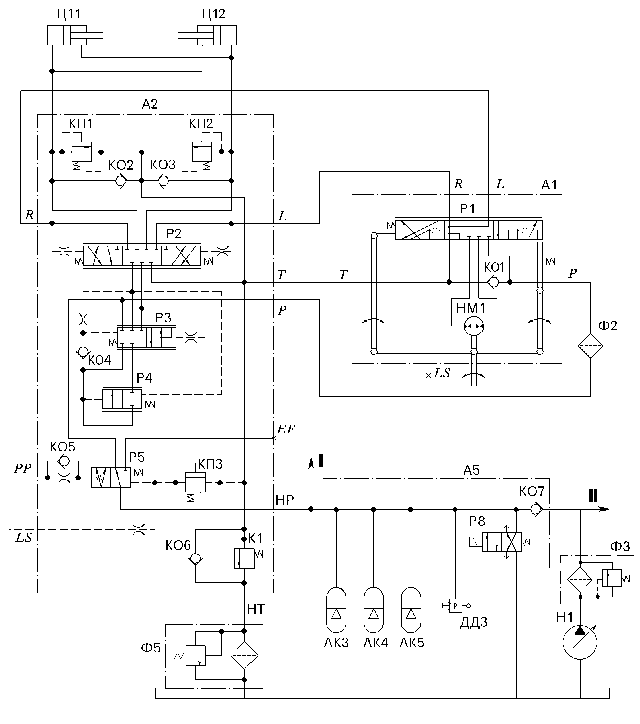 Ц11 Ц12
А2
КП1 КП2
КО2 КО3
R L А1
R Р2 L Р1
T T КО1 P
P НМ1
Р3 Ф2
КО4
Р4 LS
EF
КО5 Р5 КП3 I А5
PP НР КО7 II
LS КО6 К1 Р8 Ф3
НТ
Ф5 АК3 АК4 АК5 P ДД3 Н1